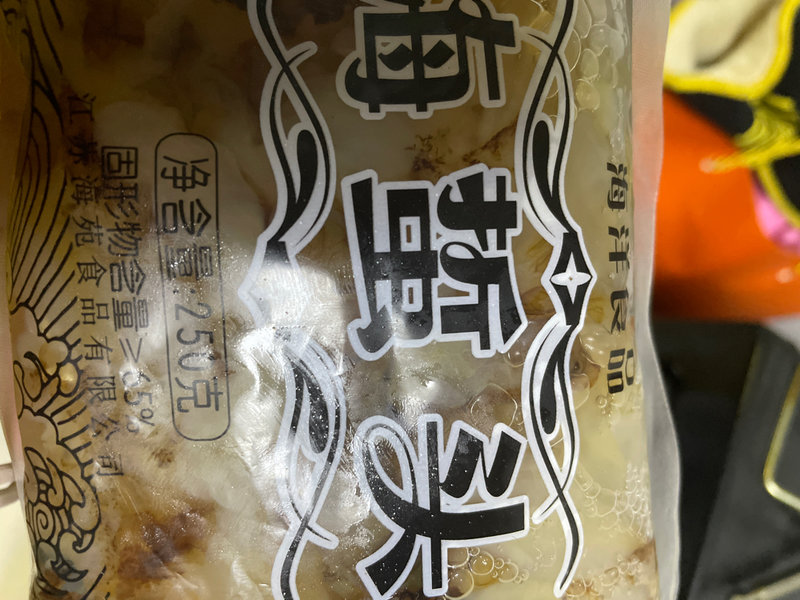 海洋食品
海蜇头
净含量:250克
固形物含量≥65%
江苏海苑食品有限公司